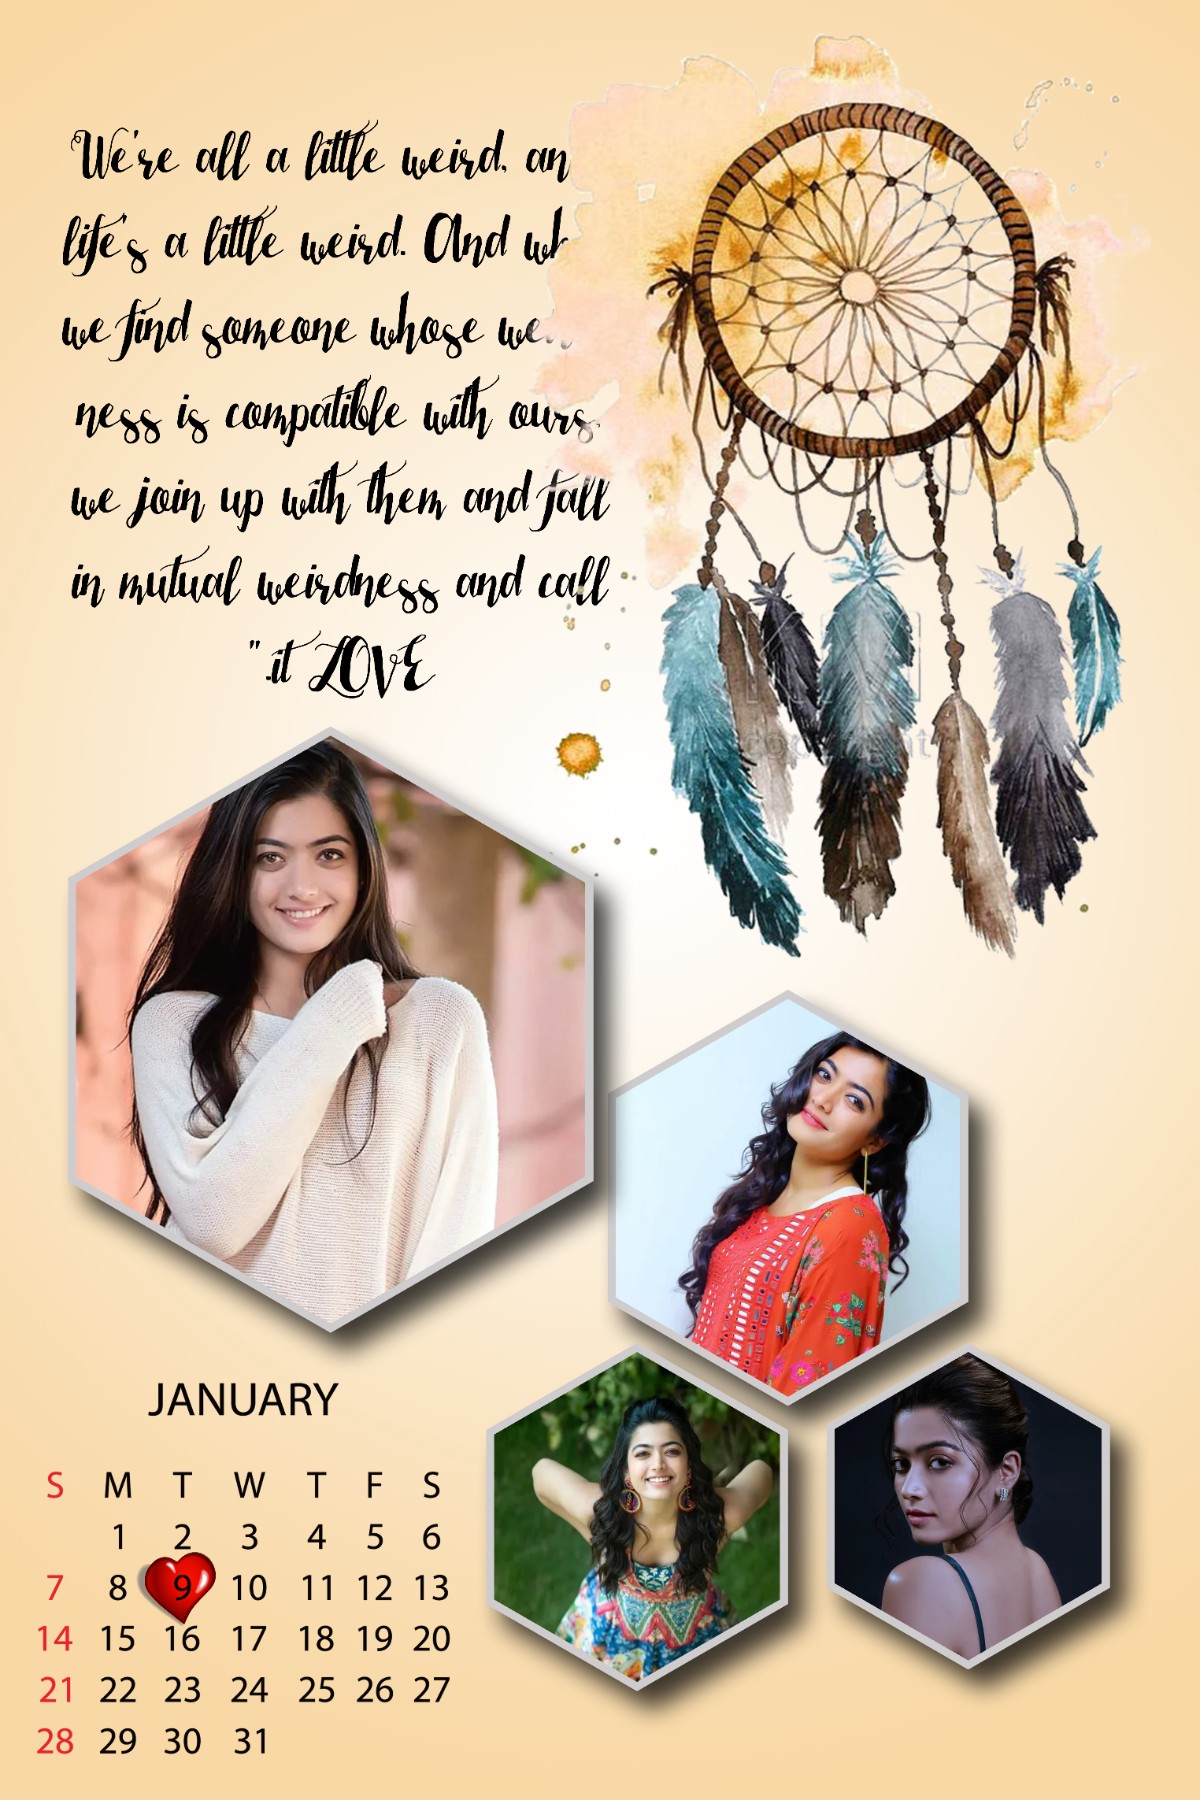 We're all a little weird, an
life's a little weird. And wh
we find someone whose wei
ness is compatible with ours,
we join up with them and fall
in mutual weirdness and call
".it LOVE
copyright
JANUARY
S M T W T F S
1 2 3 4 5 6
7 8 9 10 11 12 13
14 15 16 17 18 19 20
21 22 23 24 25 26 27
28 29 30 31